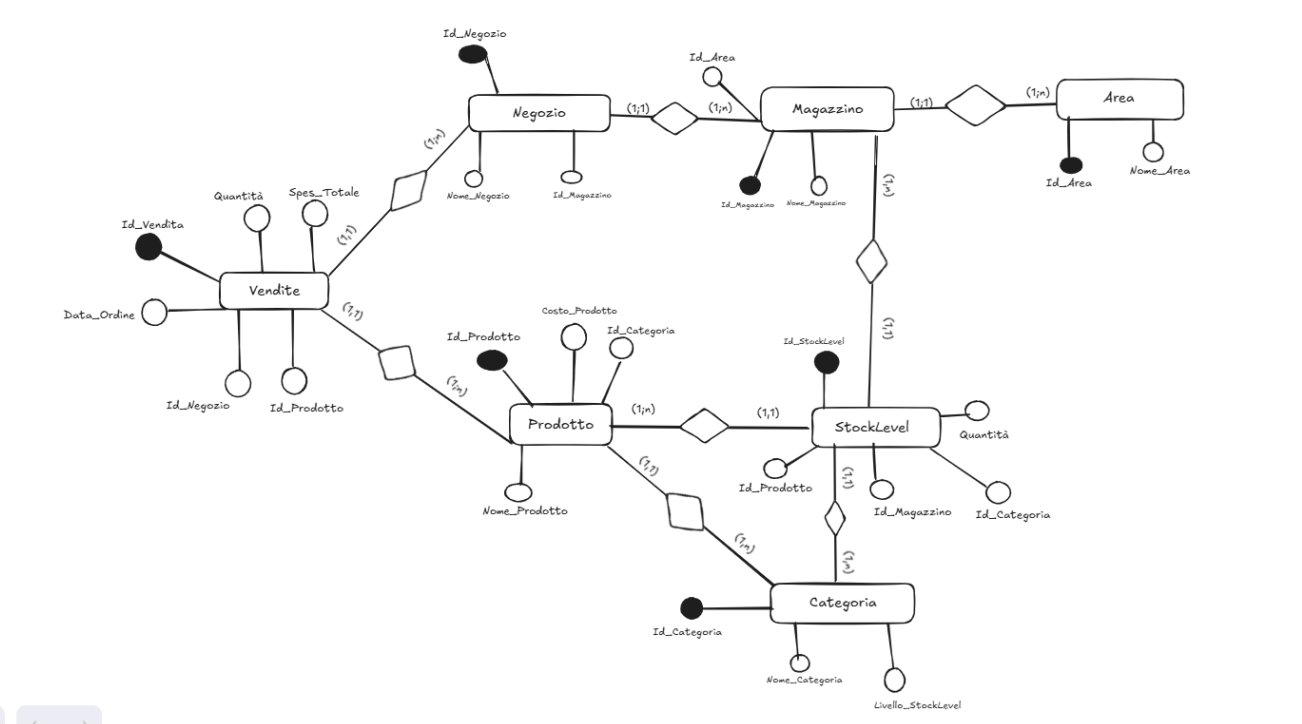 Id_Negozio
Id_Area
Negozio
(1;1)
(1;n)
Magazzino
(1;1)
(1;n)
Area
(1;n)
Nome_Negozio
Id_Magazzino
Id_Magazzino
Nome_Magazzino
(1;n)
Id_Area
Nome_Area
Quantità
Spes_Totale
Id_Vendita
(1;1)
Vendite
Data_Ordine
(1;1)
Id_Negozio
Id_Prodotto
(1;n)
Id_Prodotto
Costo_Prodotto
Id_Categoria
(1;1)
Id_StockLevel
Prodotto
(1;n)
(1;1)
StockLevel
Quantità
Nome_Prodotto
(1;1)
Id_Prodotto
(1;1)
Id_Magazzino
Id_Categoria
(1;n)
(1;n)
Categoria
Id_Categoria
Nome_Categoria
Livello_StockLevel